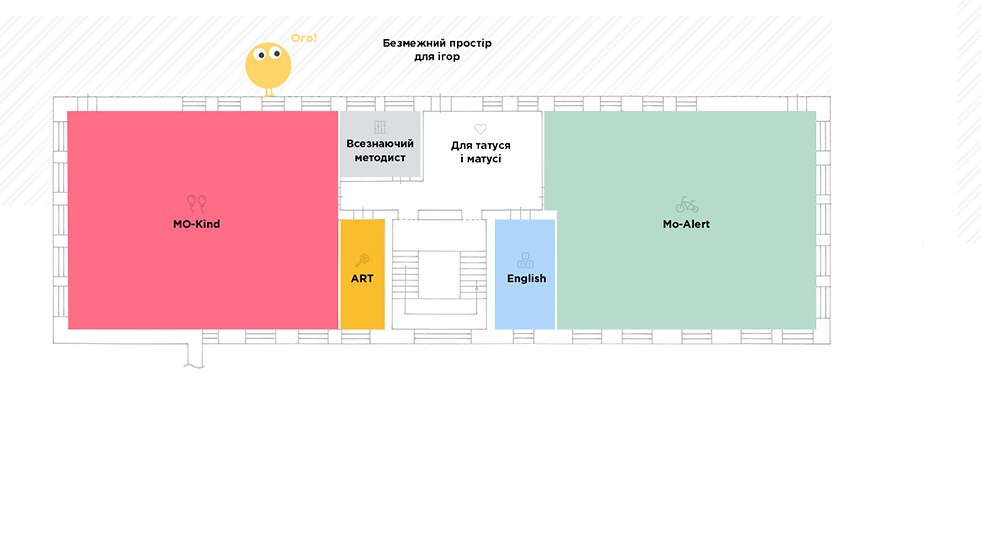 Ого!
Безмежний простір
для ігор
Всезнаючий
методист
Для татуся
і матусі
MO-Kind
Mo-Alert
ART
English